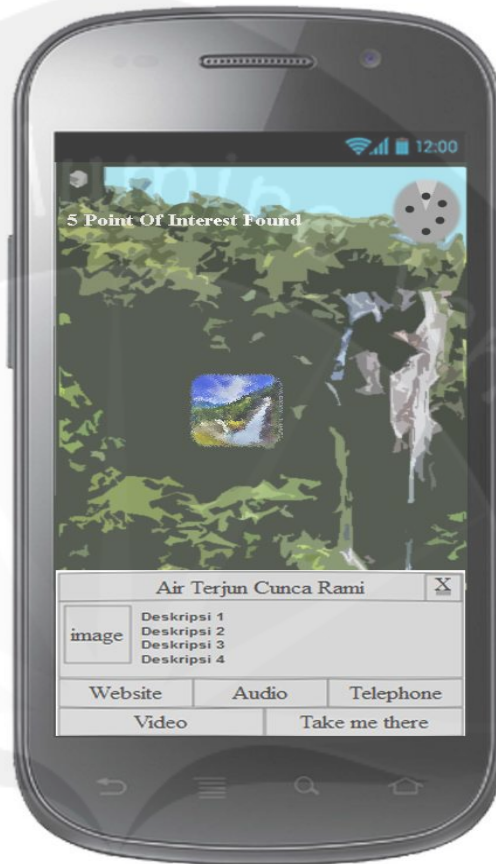 12:00
5 Point Of Interest Found
Air Terjun Cunca Rami X
image
Deskripsi 1
Deskripsi 2
Deskripsi 3
Deskripsi 4
Website Audio Telephone
Video Take me there